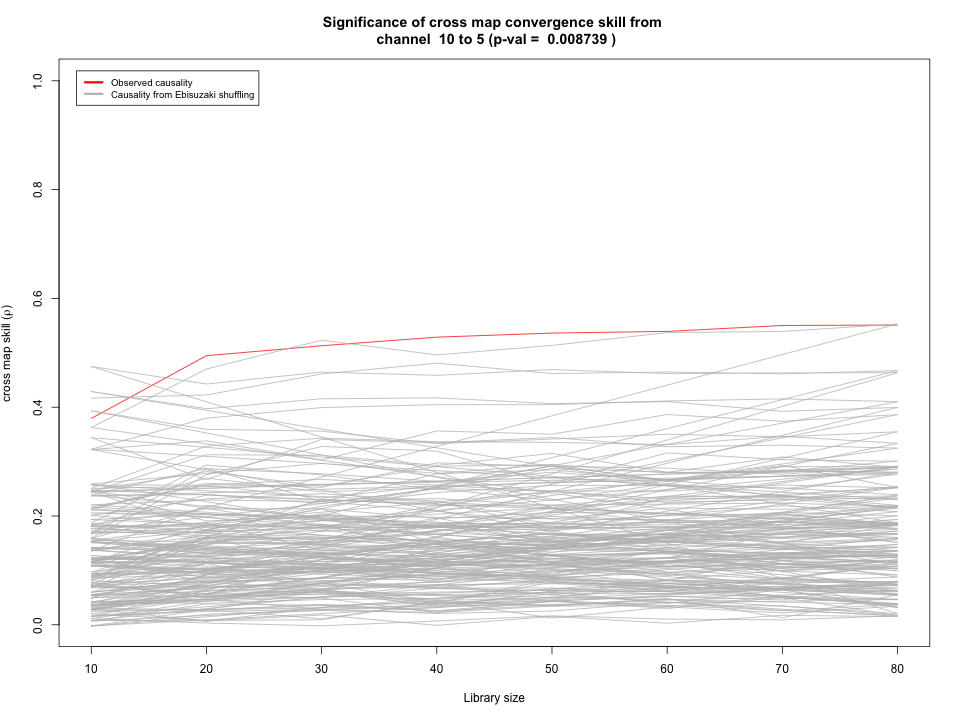 Significance of cross map convergence skill from
channel  10 to 5 (p-val =  0.008739 )
Observed causality
Causality from Ebisuzaki shuffling
cross map skill (ρ)
1.0
0.8
0.6
0.4
0.2
0.0
10 20 30 40 50 60 70 80
Library size